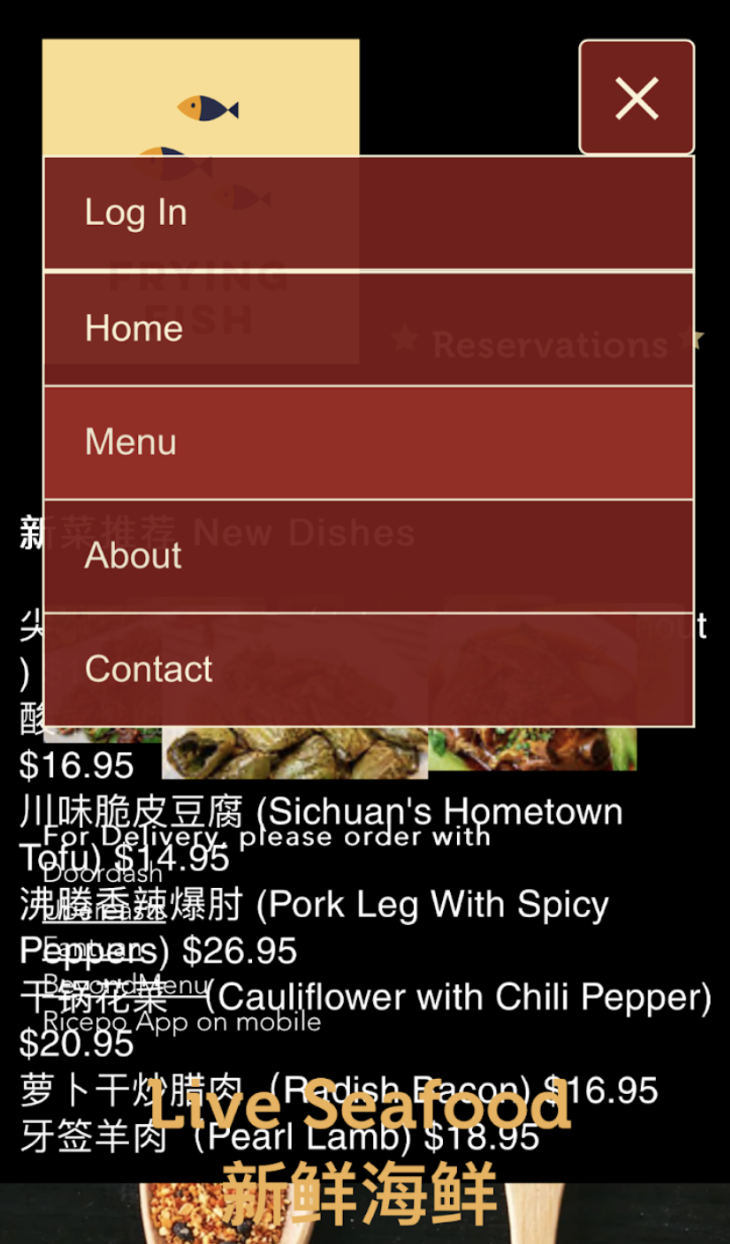 Log In
FRYING
FISH
Home
★ Reservations ★
Menu
新菜推荐 New Dishes
About
尖
out
)
Contact
酸
$16.95
川味脆皮豆腐 (Sichuan's Hometown
For Delivery, please order with
Tofu) $14.95
Doordash
沸腾香辣爆肘 (Pork Leg With Spicy
Ubereats
Peppers) $26.95
Fantuan
BeyondMenu
干锅花菜 (Cauliflower with Chili Pepper)
Ricepo App on mobile
$20.95
萝卜干炒腊肉 (Radish Bacon) $16.95
Live Seafood
牙签羊肉 (Pearl Lamb) $18.95
新鲜海鲜